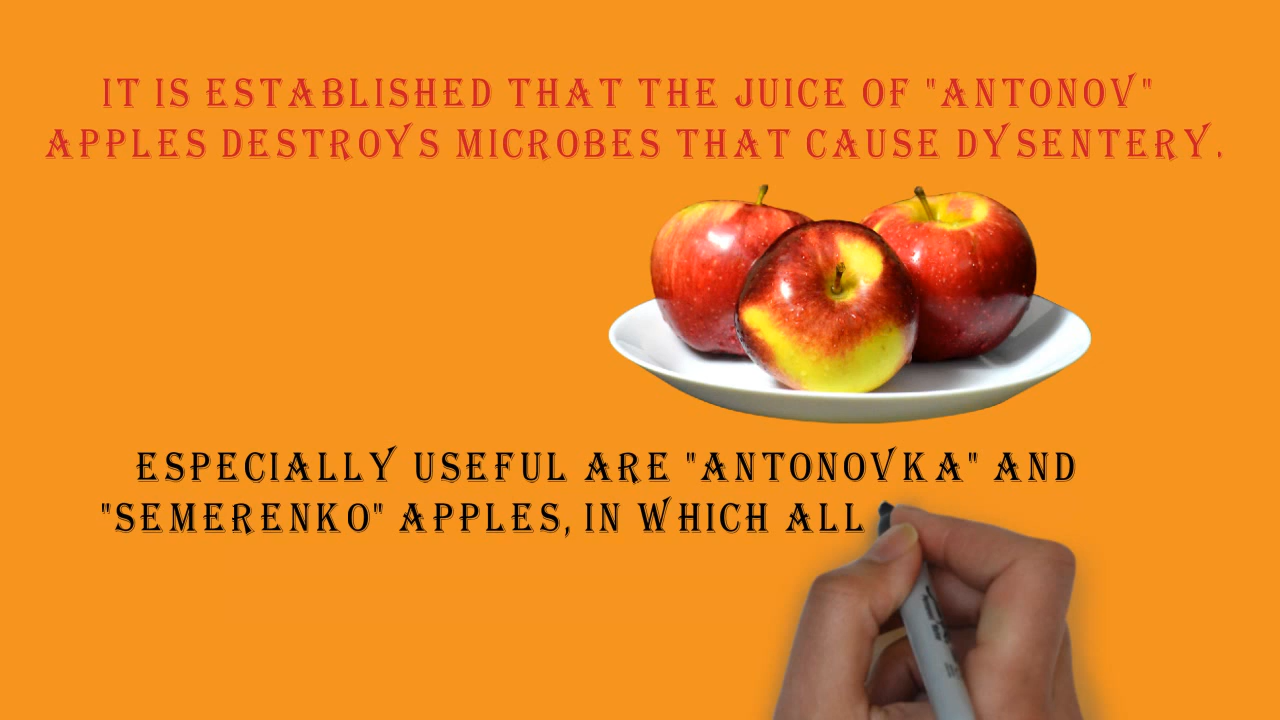 IT IS ESTABLISHED THAT THE JUICE OF "ANTONOV"
APPLES DESTROYS MICROBES THAT CAUSE DYSENTERY.
ESPECIALLY USEFUL ARE "ANTONOVKA" AND
"SEMERENKO" APPLES, IN WHICH ALL